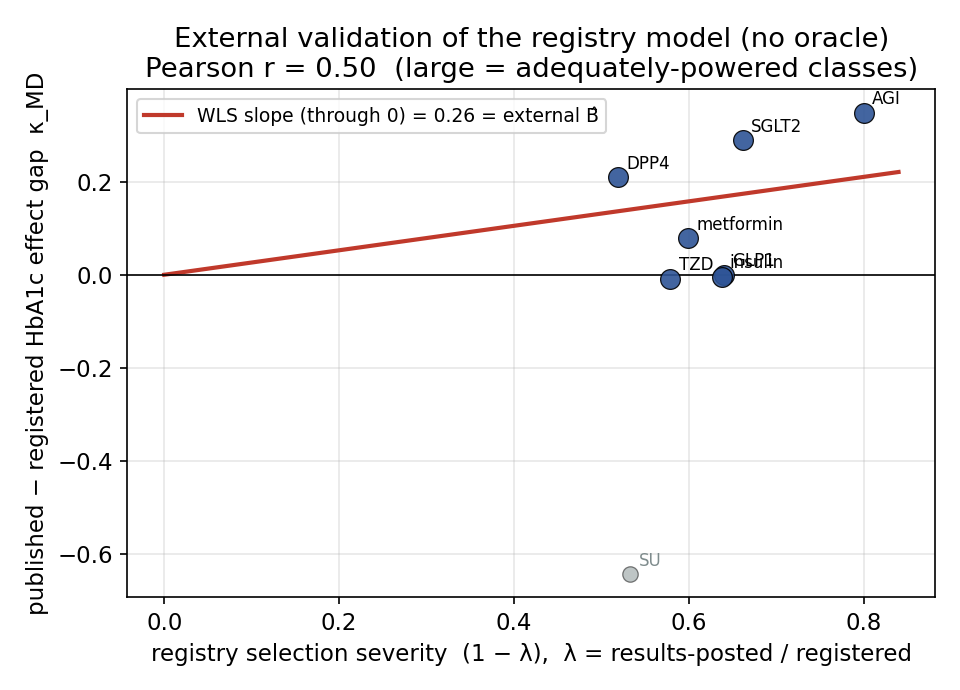 External validation of the registry model (no oracle)
Pearson r = 0.50 (large = adequately-powered classes)
WLS slope (through 0) = 0.26 = external B̂
AGI
SGLT2
DPP4
metformin
TZD
GLP1
insulin
SU
published − registered HbA1c effect gap κ_MD
0.2
0.0
−0.2
−0.4
−0.6
0.0
0.2
0.4
0.6
0.8
registry selection severity (1 − λ), λ = results-posted / registered